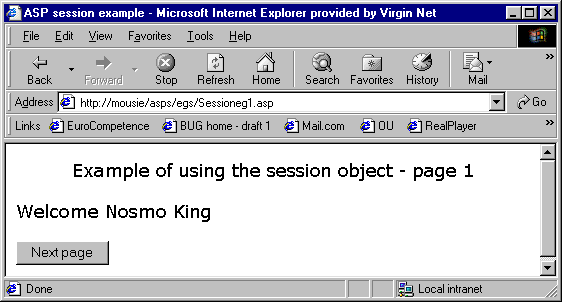 ASP session example - Microsoft Internet Explorer provided by Virgin Net
File Edit View Favorites Tools Help
Back Forward Stop Refresh Home Search Favorites History Mail »
Address http://mousie/asps/egs/Sessioneg1.asp Go
Links EuroCompetence BUG home - draft 1 Mail.com OU RealPlayer »
Example of using the session object - page 1
Welcome Nosmo King
Next page
Done Local intranet